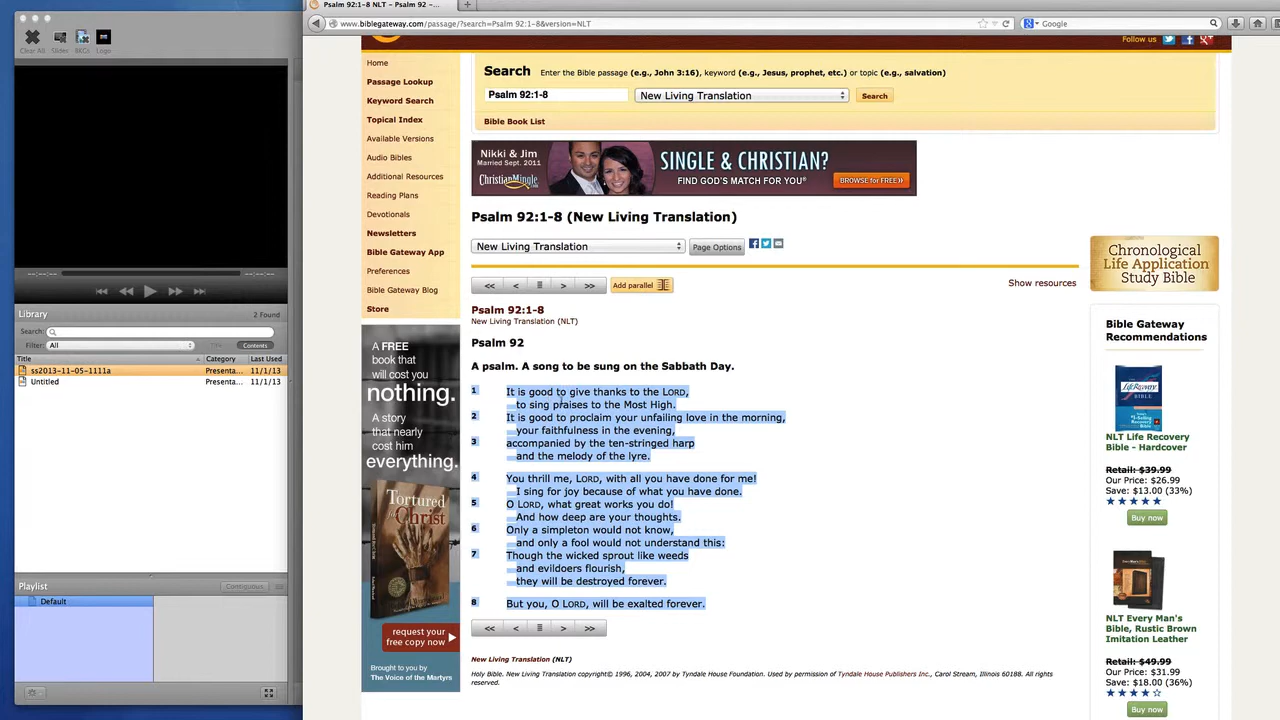 Psalm 92:1-8 NLT – Psalm 92 –...
www.biblegateway.com/passage/?search=Psalm 92:1-8&version=NLT
Google
Clear All
Slides
BKGs
Logo
--:--:--
--:--:--
Library
2 Found
Search:
Filter:
All
Contents
Title
Category
Last Used
ss2013-11-05-1111a
Presenta...
11/1/13
Untitled
Presenta...
11/1/13
Playlist
Contiguous
Default
Follow us
Home
Passage Lookup
Keyword Search
Topical Index
Available Versions
Audio Bibles
Additional Resources
Reading Plans
Devotionals
Newsletters
Bible Gateway App
Preferences
Bible Gateway Blog
Store
A FREE
book that
will cost you
nothing.
A story
that nearly
cost him
everything.
Tortured
for Christ
request your
free copy now
Brought to you by
The Voice of the Martyrs
Search Enter the Bible passage (e.g., John 3:16), keyword (e.g., Jesus, prophet, etc.) or topic (e.g., salvation)
Psalm 92:1-8
New Living Translation
Search
Bible Book List
Nikki & Jim
Married Sept. 2011
ChristianMingle
SINGLE & CHRISTIAN?
FIND GOD'S MATCH FOR YOU®
BROWSE for FREE»
Psalm 92:1-8 (New Living Translation)
New Living Translation
Page Options
<< < ≣ > >>
Add parallel
Show resources
Psalm 92:1-8
New Living Translation (NLT)
Psalm 92
A psalm. A song to be sung on the Sabbath Day.
1 It is good to give thanks to the LORD,
to sing praises to the Most High.
2 It is good to proclaim your unfailing love in the morning,
your faithfulness in the evening,
3 accompanied by the ten-stringed harp
and the melody of the lyre.
4 You thrill me, LORD, with all you have done for me!
I sing for joy because of what you have done.
5 O LORD, what great works you do!
And how deep are your thoughts.
6 Only a simpleton would not know,
and only a fool would not understand this:
7 Though the wicked sprout like weeds
and evildoers flourish,
they will be destroyed forever.
8 But you, O LORD, will be exalted forever.
<< < ≣ > >>
New Living Translation (NLT)
Holy Bible. New Living Translation copyright© 1996, 2004, 2007 by Tyndale House Foundation. Used by permission of Tyndale House Publishers Inc., Carol Stream, Illinois 60188. All rights
reserved.
Chronological
Life Application
Study Bible
Bible Gateway
Recommendations
NLT Life Recovery
Bible - Hardcover
Retail: $39.99
Our Price: $26.99
Save: $13.00 (33%)
Buy now
NLT Every Man's
Bible, Rustic Brown
Imitation Leather
Retail: $49.99
Our Price: $31.99
Save: $18.00 (36%)
Buy now